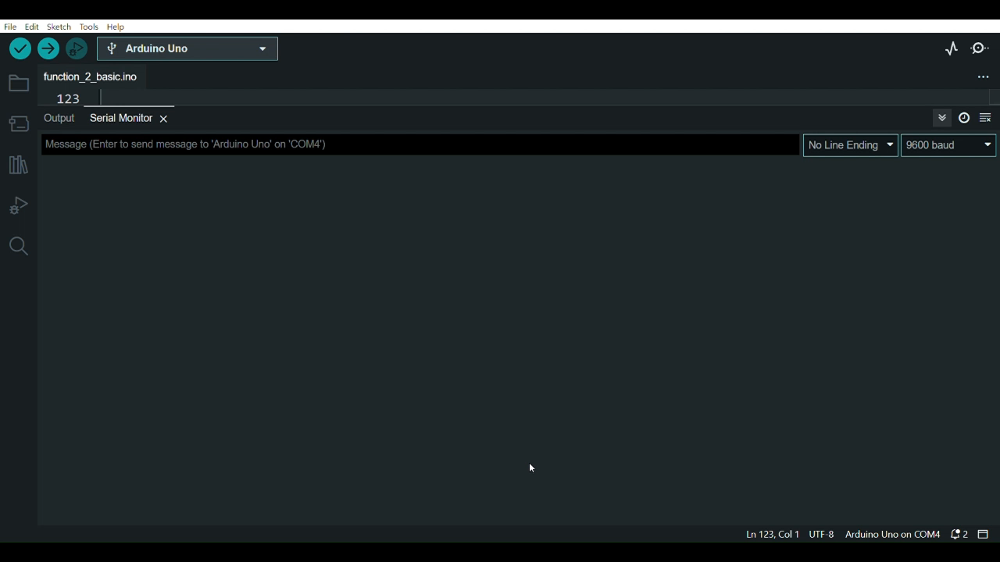 File Edit Sketch Tools Help
Arduino Uno
function_2_basic.ino
123
Output Serial Monitor
Message (Enter to send message to 'Arduino Uno' on 'COM4') No Line Ending 9600 baud
Ln 123, Col 1 UTF-8 Arduino Uno on COM4 2